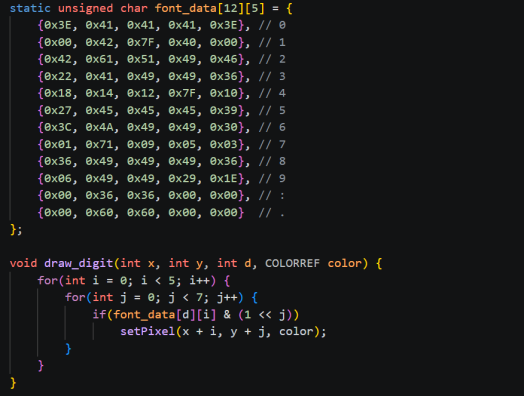 static unsigned char font_data[12][5] = {
    {0x3E, 0x41, 0x41, 0x41, 0x3E}, // 0
    {0x00, 0x42, 0x7F, 0x40, 0x00}, // 1
    {0x42, 0x61, 0x51, 0x49, 0x46}, // 2
    {0x22, 0x41, 0x49, 0x49, 0x36}, // 3
    {0x18, 0x14, 0x12, 0x7F, 0x10}, // 4
    {0x27, 0x45, 0x45, 0x45, 0x39}, // 5
    {0x3C, 0x4A, 0x49, 0x49, 0x30}, // 6
    {0x01, 0x71, 0x09, 0x05, 0x03}, // 7
    {0x36, 0x49, 0x49, 0x49, 0x36}, // 8
    {0x06, 0x49, 0x49, 0x29, 0x1E}, // 9
    {0x00, 0x36, 0x36, 0x00, 0x00}, // :
    {0x00, 0x60, 0x60, 0x00, 0x00}  // .
};

void draw_digit(int x, int y, int d, COLORREF color) {
    for(int i = 0; i < 5; i++) {
        for(int j = 0; j < 7; j++) {
            if(font_data[d][i] & (1 << j))
                setPixel(x + i, y + j, color);
        }
    }
}